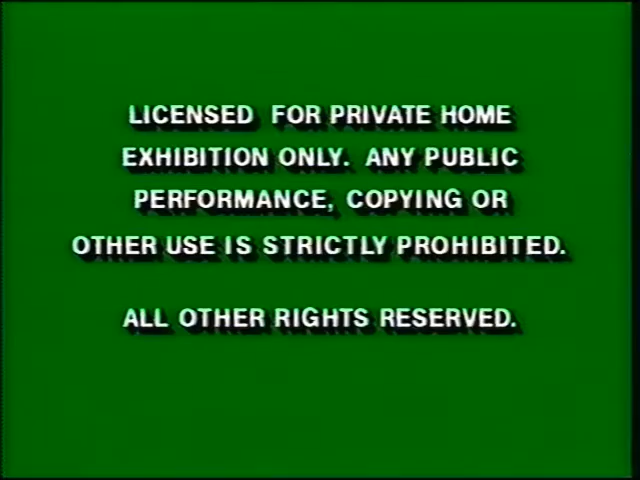 LICENSED FOR PRIVATE HOME
EXHIBITION ONLY. ANY PUBLIC
PERFORMANCE, COPYING OR
OTHER USE IS STRICTLY PROHIBITED.
ALL OTHER RIGHTS RESERVED.